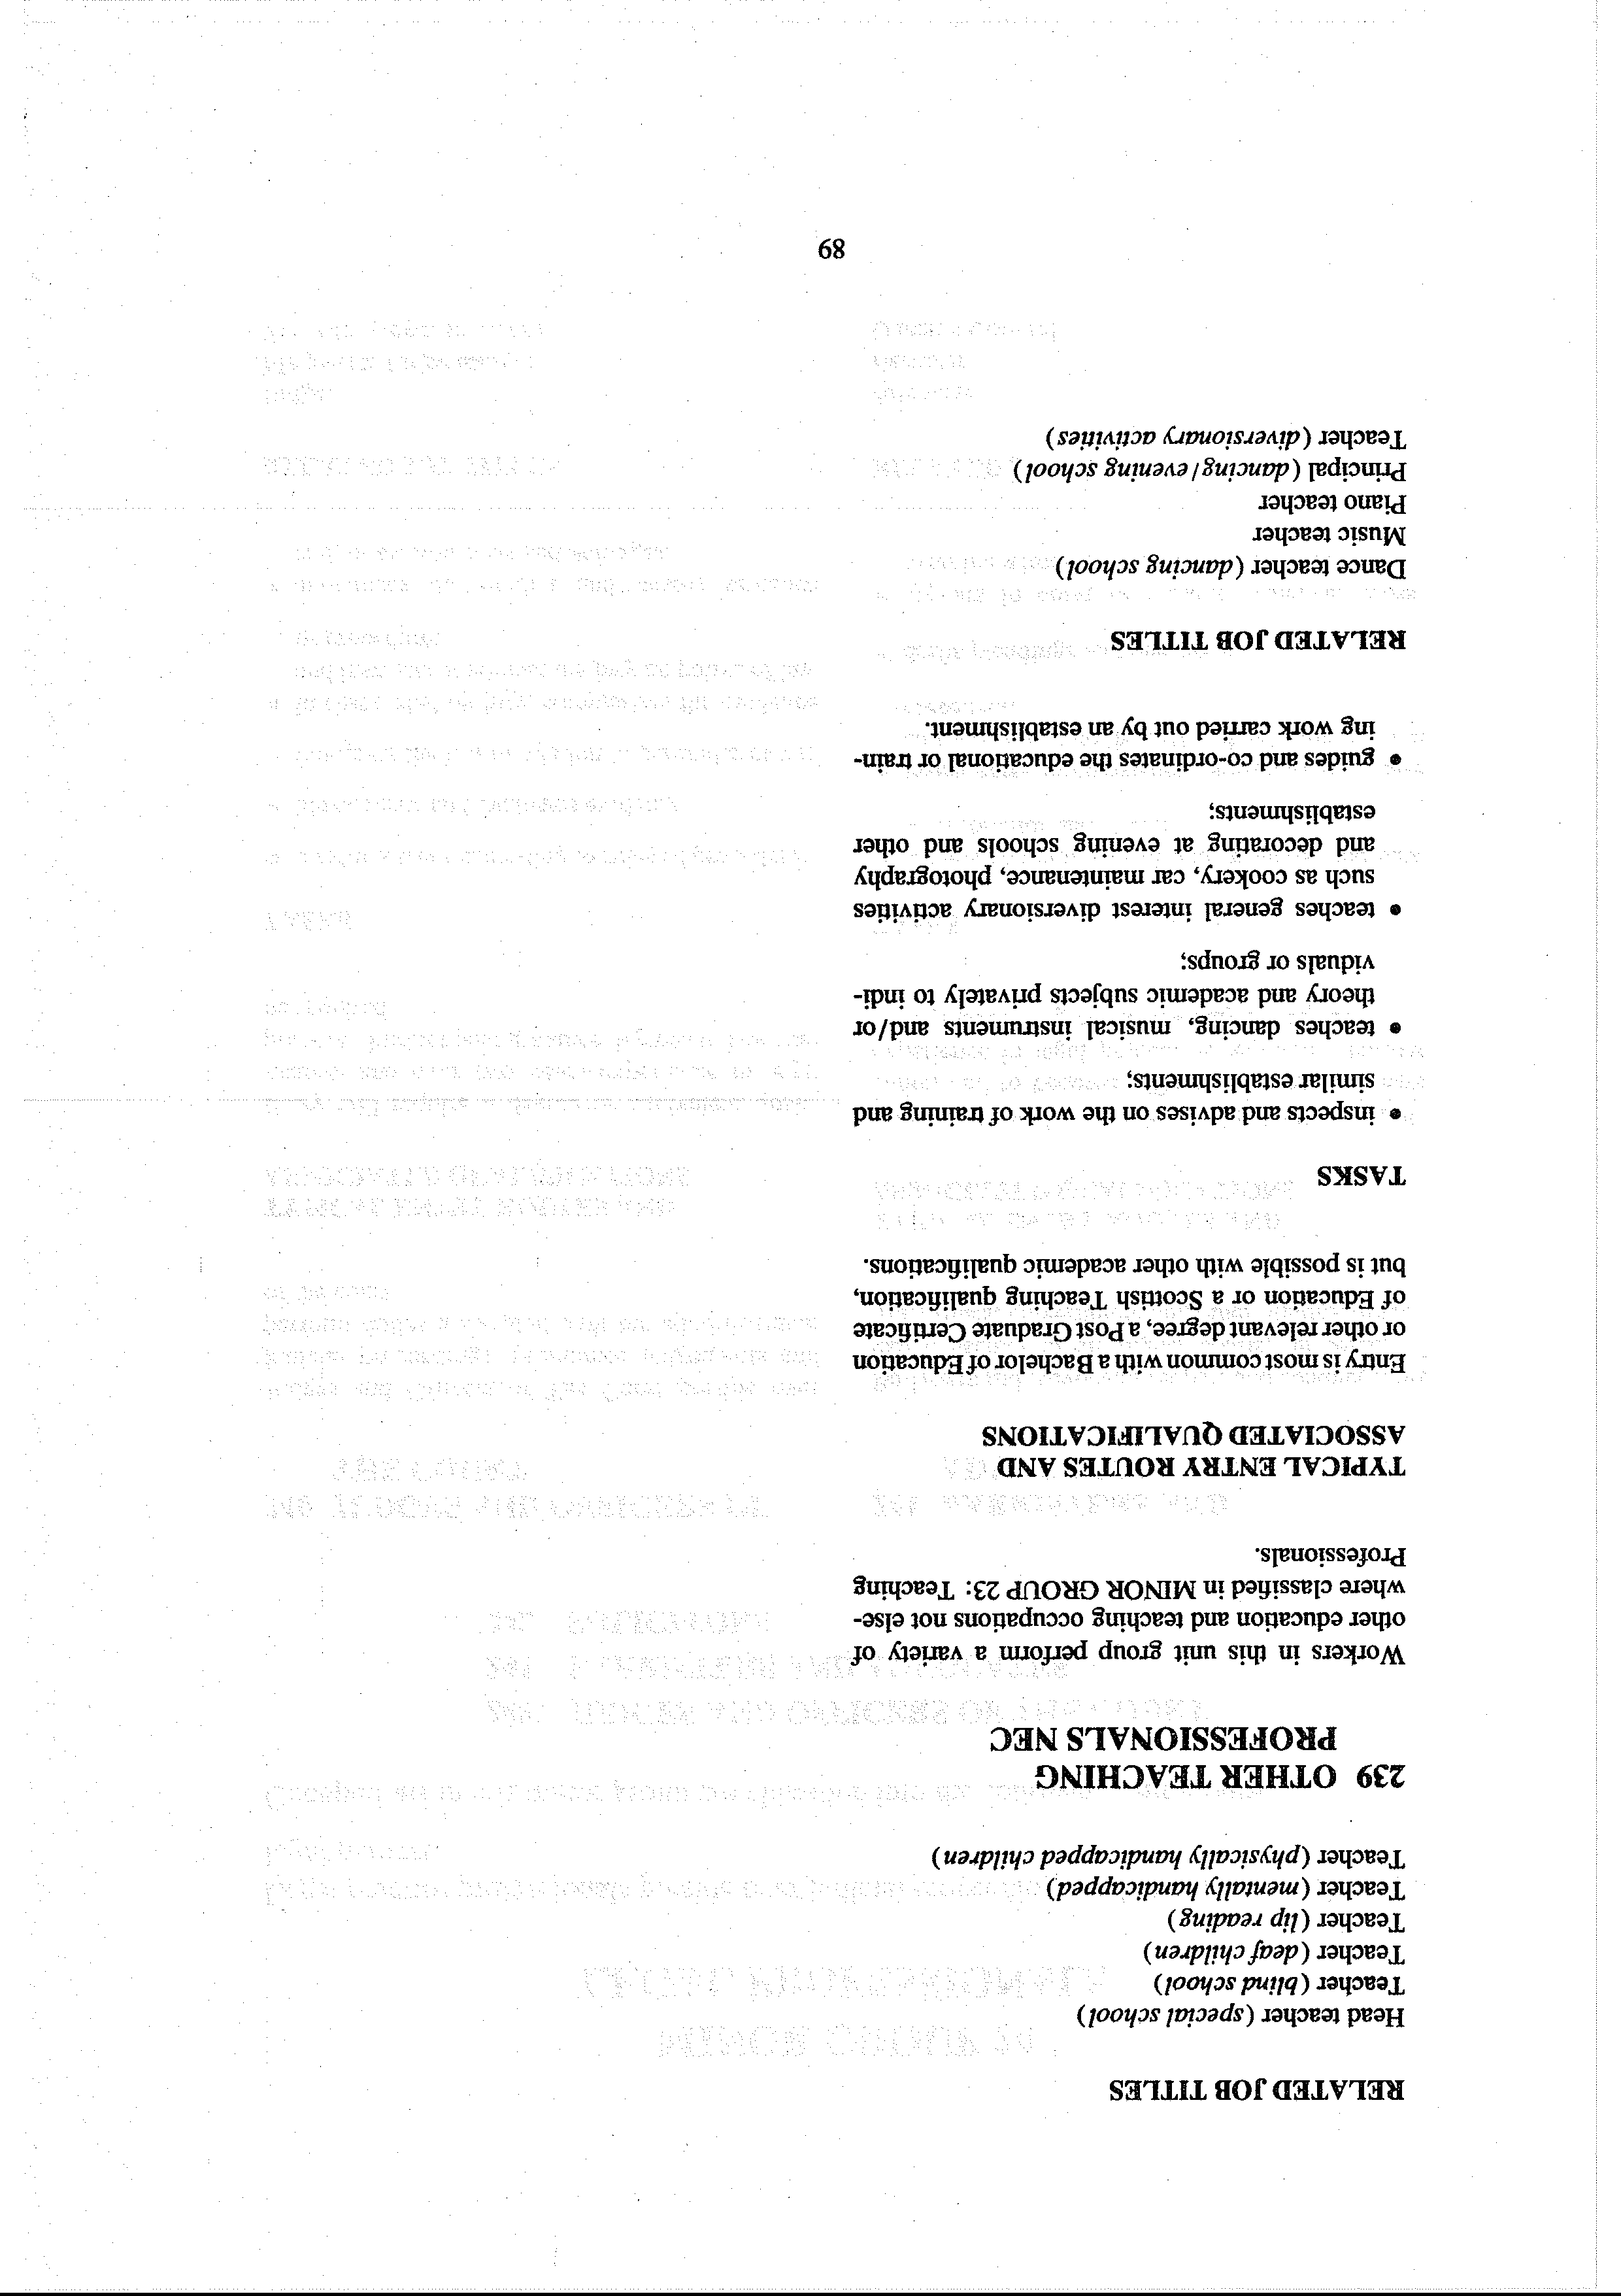 RELATED JOB TITLES
Head teacher (special school)
Teacher (blind school)
Teacher (deaf children)
Teacher (lip reading)
Teacher (mentally handicapped)
Teacher (physically handicapped children)
239 OTHER TEACHING
PROFESSIONALS NEC
Workers in this unit group perform a variety of
other education and teaching occupations not else-
where classified in MINOR GROUP 23: Teaching
Professionals.
TYPICAL ENTRY ROUTES AND
ASSOCIATED QUALIFICATIONS
Entry is most common with a Bachelor of Education
or other relevant degree, a Post Graduate Certificate
of Education or a Scottish Teaching qualification,
but is possible with other academic qualifications.
TASKS
• inspects and advises on the work of training and
similar establishments;
• teaches dancing, musical instruments and/or
theory and academic subjects privately to indi-
viduals or groups;
• teaches general interest diversionary activities
such as cookery, car maintenance, photography
and decorating at evening schools and other
establishments;
• guides and co-ordinates the educational or train-
ing work carried out by an establishment.
RELATED JOB TITLES
Dance teacher (dancing school)
Music teacher
Piano teacher
Principal (dancing/evening school)
Teacher (diversionary activities)
89